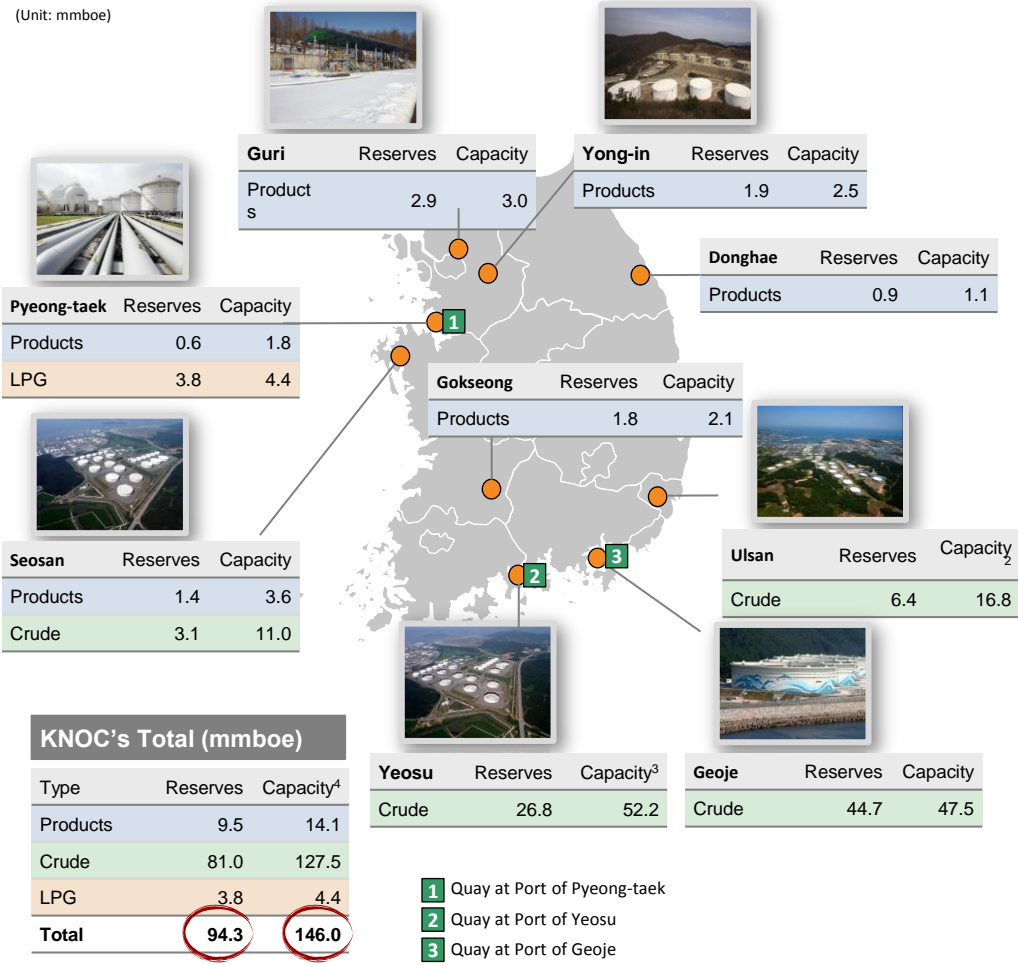 (Unit: mmboe)
Guri Reserves Capacity
Product
s 2.9 3.0
Yong-in Reserves Capacity
Products 1.9 2.5
Donghae Reserves Capacity
Products 0.9 1.1
Pyeong-taek Reserves Capacity
Products 0.6 1.8
LPG 3.8 4.4
1
Gokseong Reserves Capacity
Products 1.8 2.1
Seosan Reserves Capacity
Products 1.4 3.6
Crude 3.1 11.0
Ulsan Reserves Capacity2
Crude 6.4 16.8
2
3
Yeosu Reserves Capacity3
Crude 26.8 52.2
Geoje Reserves Capacity
Crude 44.7 47.5
KNOC's Total (mmboe)
Type Reserves Capacity4
Products 9.5 14.1
Crude 81.0 127.5
LPG 3.8 4.4
Total 94.3 146.0
1 Quay at Port of Pyeong-taek
2 Quay at Port of Yeosu
3 Quay at Port of Geoje